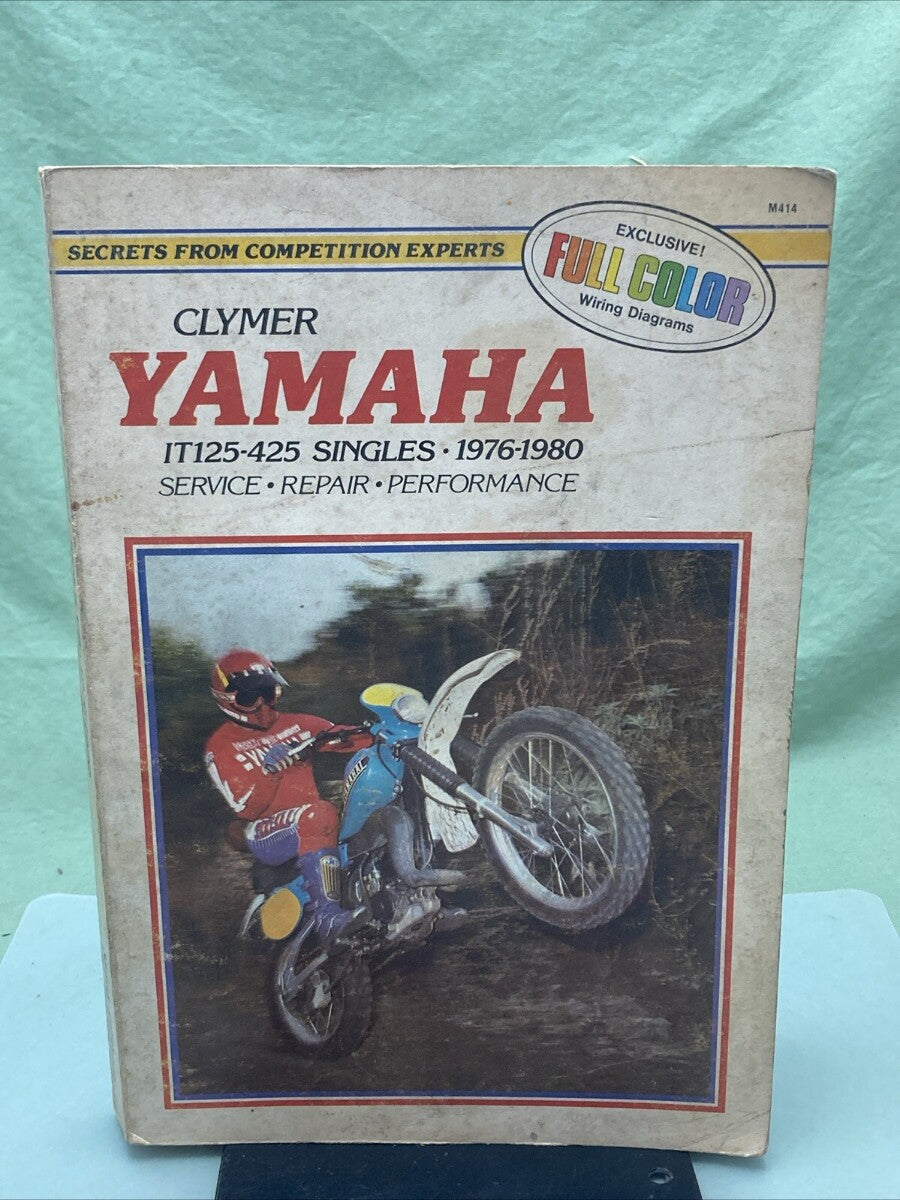 M414
SECRETS FROM COMPETITION EXPERTS
EXCLUSIVE!
FULL COLOR
Wiring Diagrams
CLYMER
YAMAHA
IT125-425 SINGLES • 1976-1980
SERVICE • REPAIR • PERFORMANCE
YAMAHA